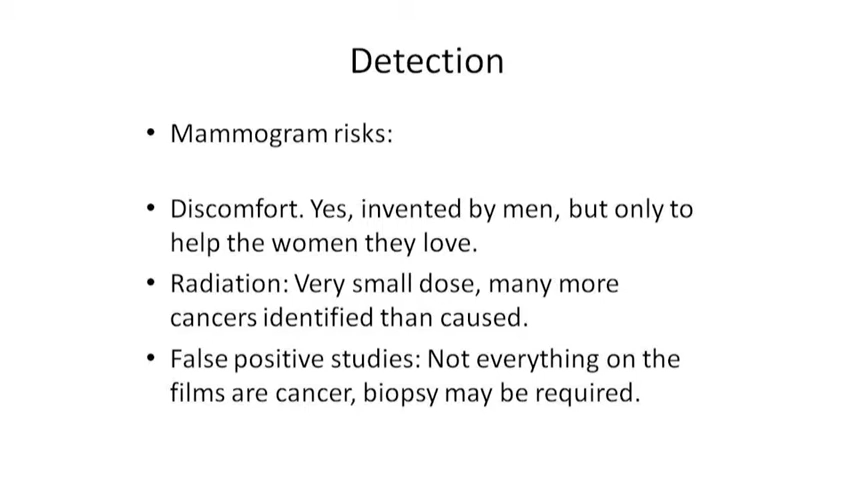 Detection
• Mammogram risks:
• Discomfort. Yes, invented by men, but only to
help the women they love.
• Radiation: Very small dose, many more
cancers identified than caused.
• False positive studies: Not everything on the
films are cancer, biopsy may be required.